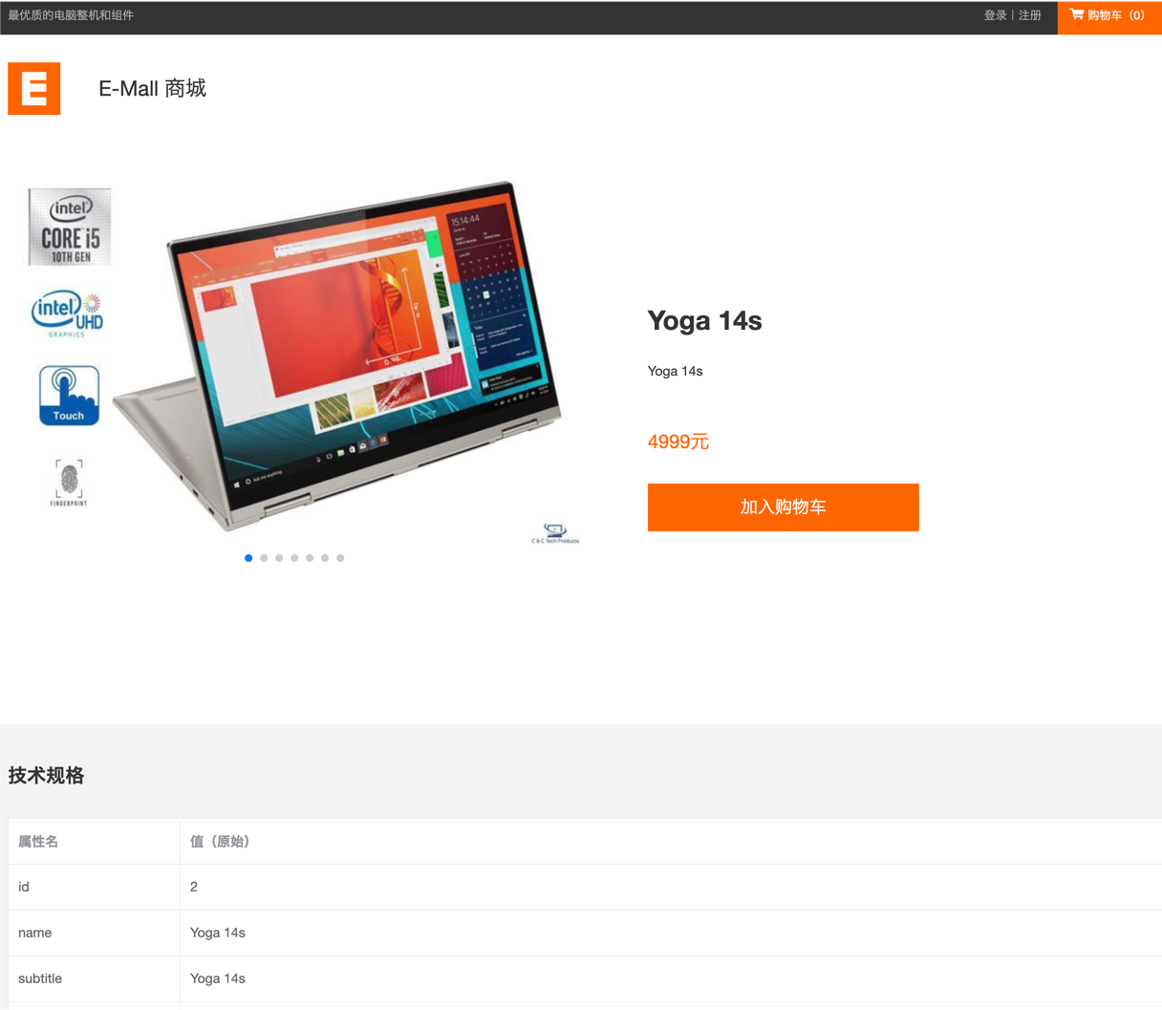 最优质的电脑整机和组件
登录 | 注册
购物车（0）
E
E-Mall 商城
intel
CORE i5
10TH GEN
intel
UHD
GRAPHICS
Touch
FINGERPRINT
15:14:44
Ask me anything
C&C Tech Products
Yoga 14s
Yoga 14s
4999元
加入购物车
技术规格
属性名
值（原始）
id
2
name
Yoga 14s
subtitle
Yoga 14s